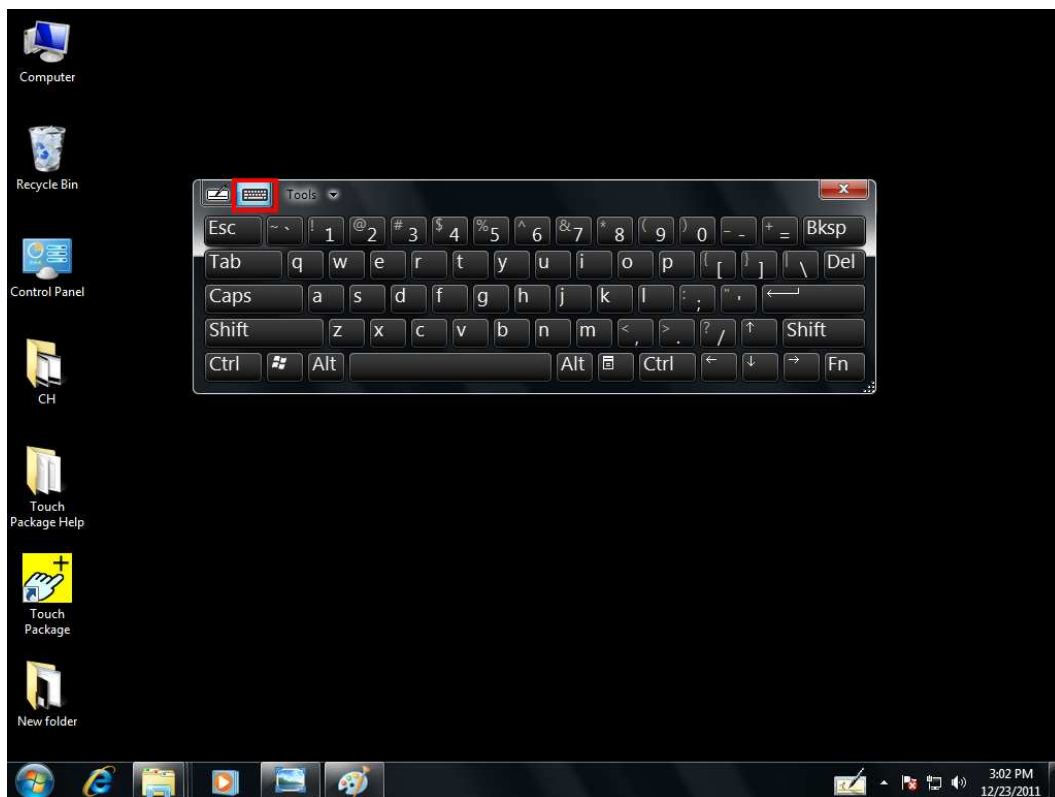 Computer
Recycle Bin
Control Panel
CH
Touch
Package Help
Touch
Package
New folder
Tools
Esc ~ ` ! 1 @ 2 # 3 $ 4 % 5 ^ 6 & 7 * 8 ( 9 ) 0 - - + = Bksp
Tab q w e r t y u i o p { [ } ] | \ Del
Caps a s d f g h j k l : ; " '
Shift z x c v b n m < , > . ? / ↑ Shift
Ctrl Alt Alt Ctrl ← ↓ → Fn
3:02 PM
12/23/2011